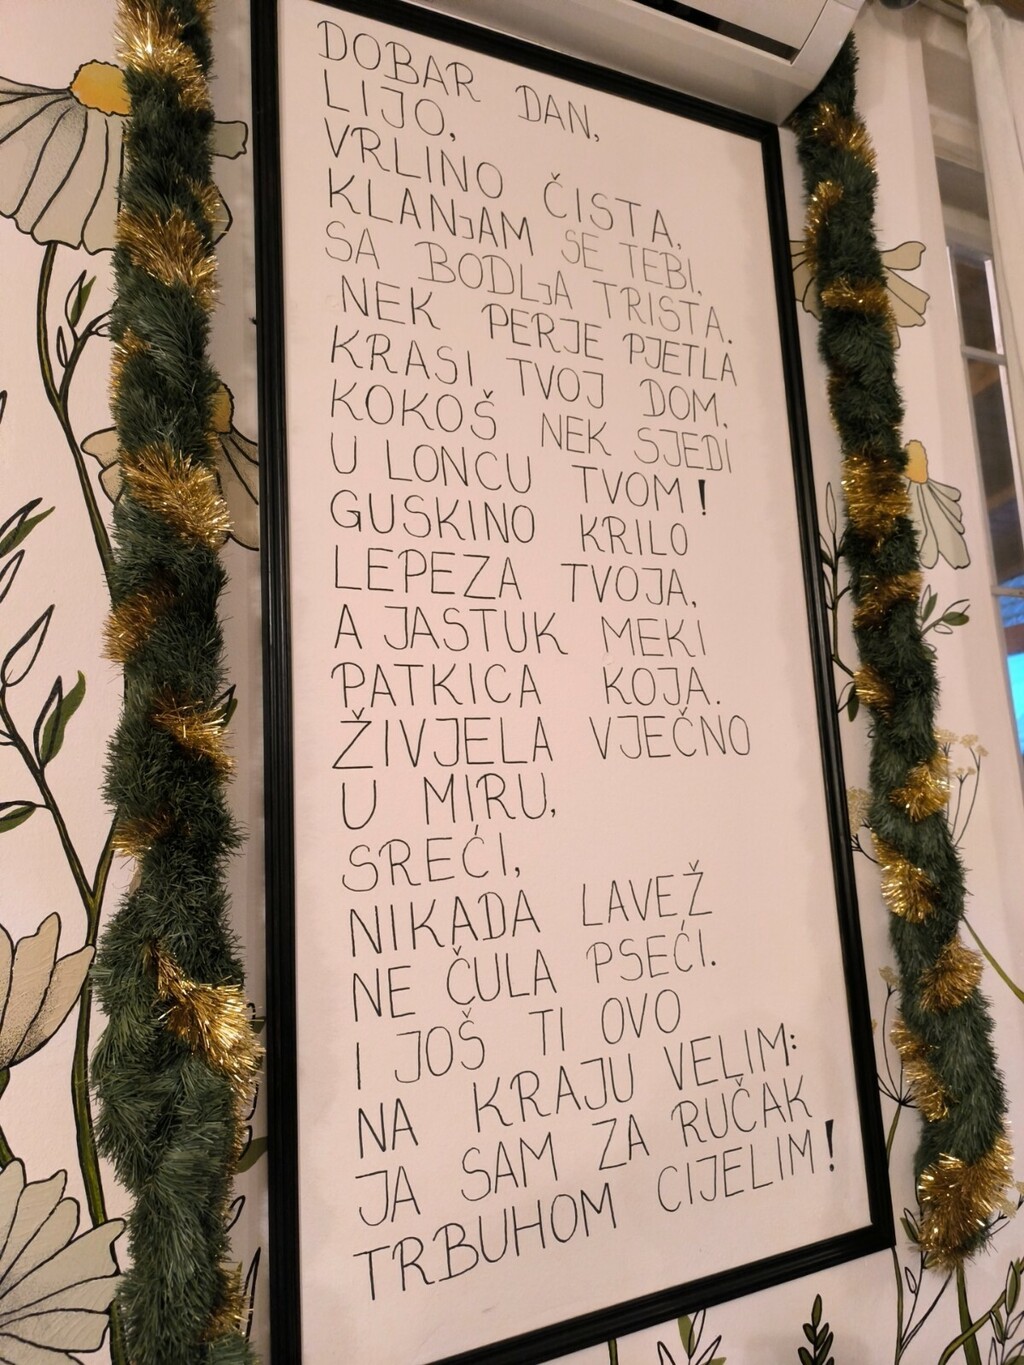 DOBAR DAN,
LIJO,
VRLINO ČISTA,
KLANJAM SE TEBI,
SA BODLJA TRISTA.
NEK PERJE PJETLA
KRASI TVOJ DOM,
KOKOŠ NEK SJEDI
U LONCU TVOM!
GUSKINO KRILO
LEPEZA TVOJA,
A JASTUK MEKI
PATKICA KOJA.
ŽIVJELA VJEČNO
U MIRU,
SREĆI,
NIKADA LAVEŽ
NE ČULA PSEĆI.
I JOŠ TI OVO
NA KRAJU VELIM:
JA SAM ZA RUČAK
TRBUHOM CIJELIM!